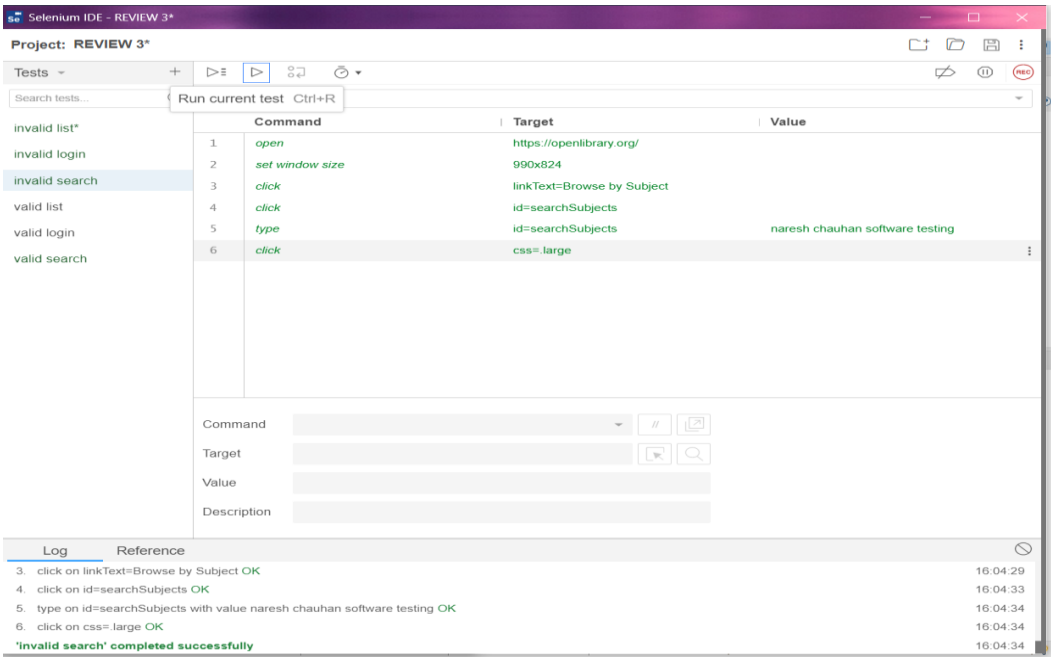 Se Selenium IDE - REVIEW 3*
Project: REVIEW 3*
Tests
Search tests...
Run current test Ctrl+R
REC
invalid list*
invalid login
invalid search
valid list
valid login
valid search
Command Target Value
1 open https://openlibrary.org/
2 set window size 990x824
3 click linkText=Browse by Subject
4 click id=searchSubjects
5 type id=searchSubjects naresh chauhan software testing
6 click css=.large
Command //
Target
Value
Description
Log Reference
3. click on linkText=Browse by Subject OK 16:04:29
4. click on id=searchSubjects OK 16:04:33
5. type on id=searchSubjects with value naresh chauhan software testing OK 16:04:34
6. click on css=.large OK 16:04:34
'invalid search' completed successfully 16:04:34